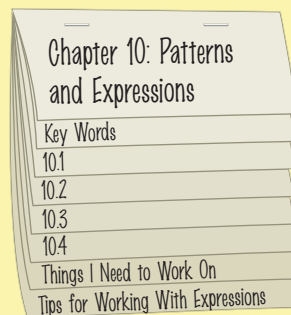 Chapter 10: Patterns
and Expressions
Key Words
10.1
10.2
10.3
10.4
Things I Need to Work On
Tips for Working With Expressions